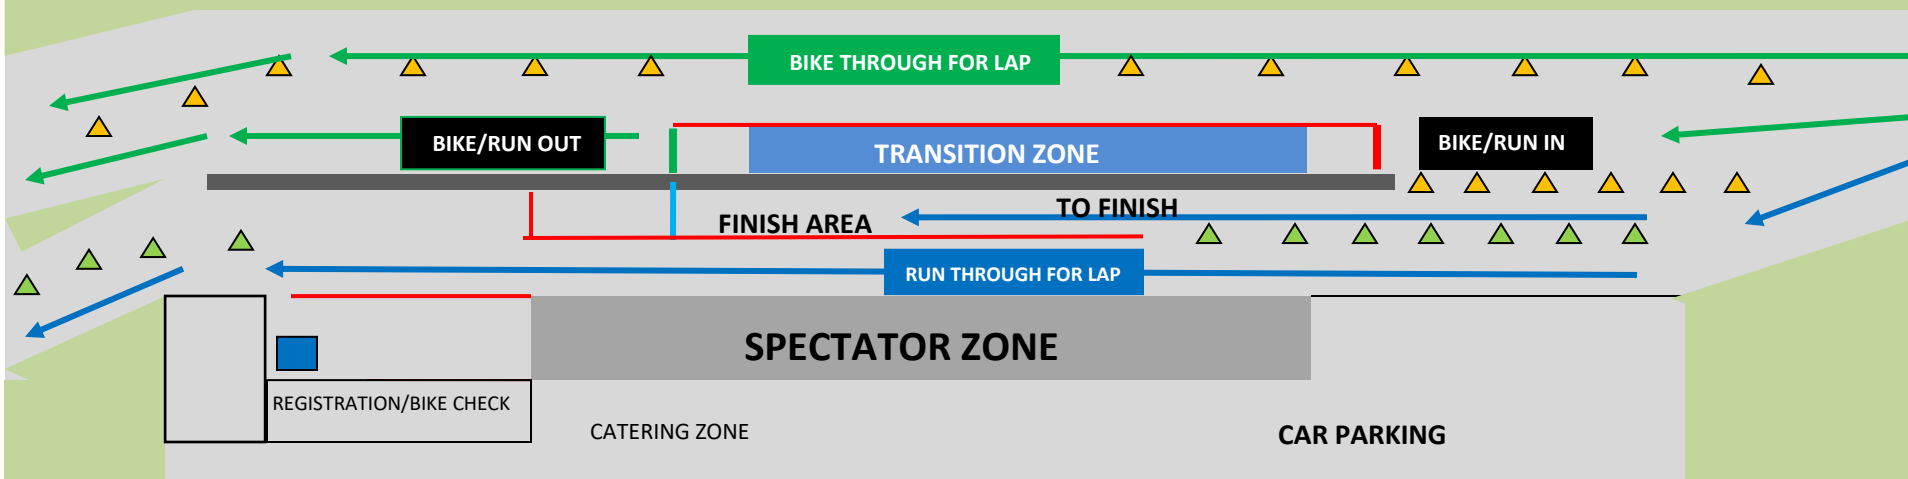 BIKE THROUGH FOR LAP
BIKE/RUN OUT
TRANSITION ZONE
BIKE/RUN IN
TO FINISH
FINISH AREA
RUN THROUGH FOR LAP
SPECTATOR ZONE
REGISTRATION/BIKE CHECK
CATERING ZONE
CAR PARKING